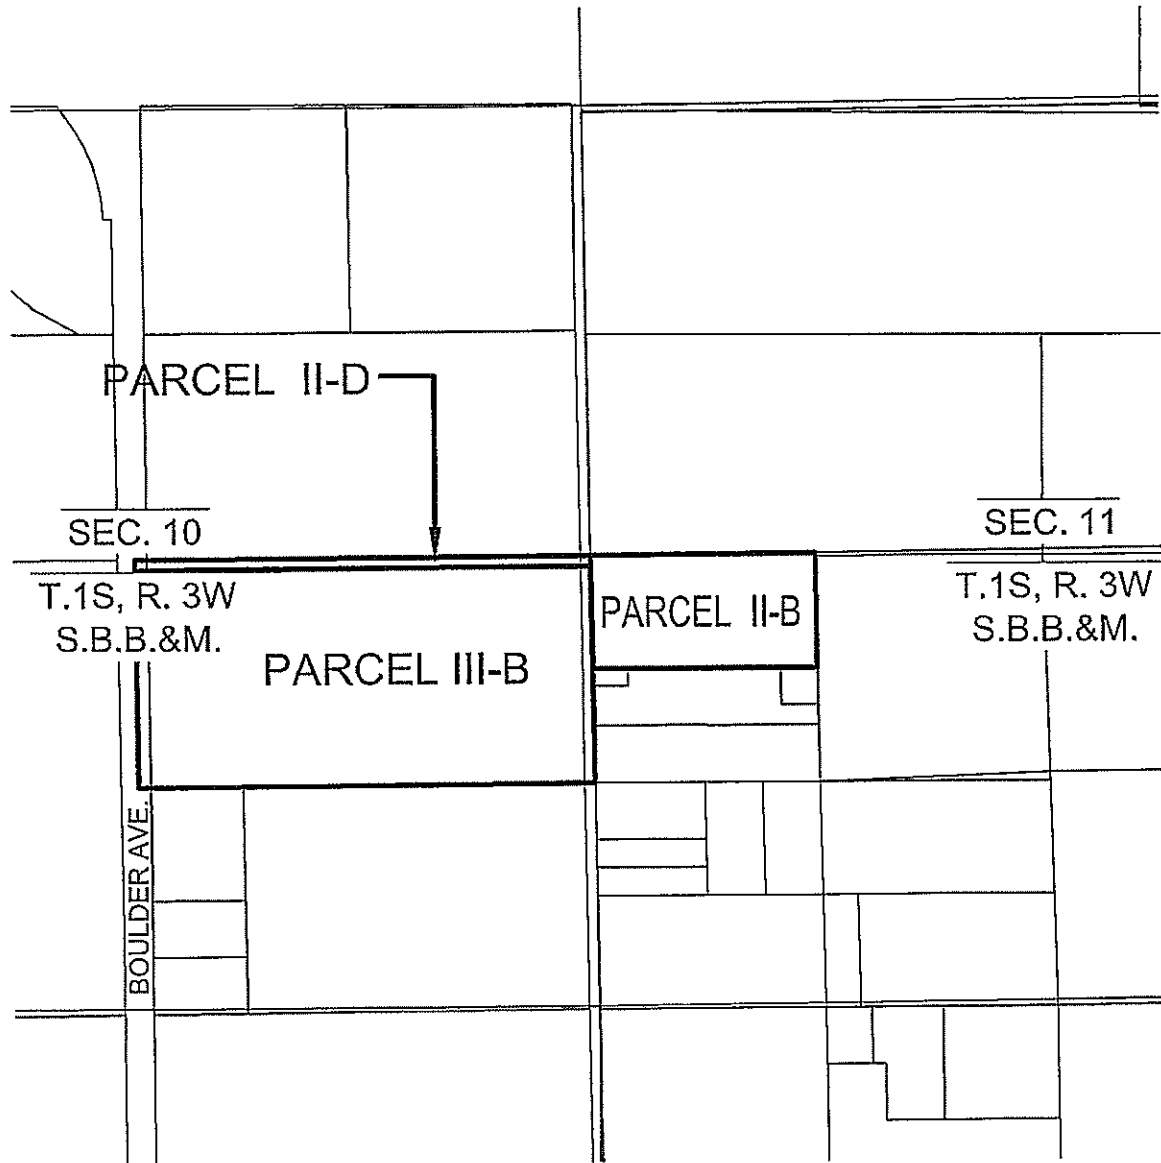 PARCEL II-D
SEC. 10
T.1S, R. 3W
S.B.B.&M.
SEC. 11
T.1S, R. 3W
S.B.B.&M.
PARCEL II-B
PARCEL III-B
BOULDER AVE.